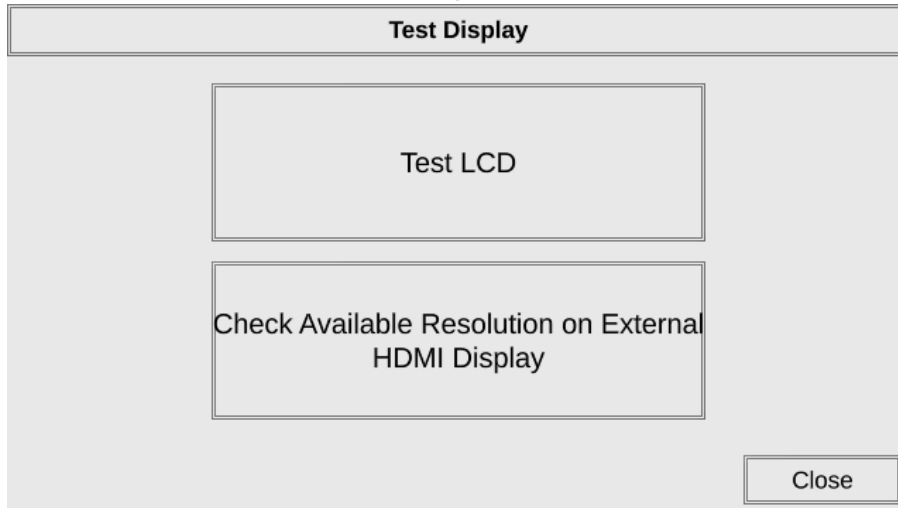 Test Display
Test LCD
Check Available Resolution on External
HDMI Display
Close